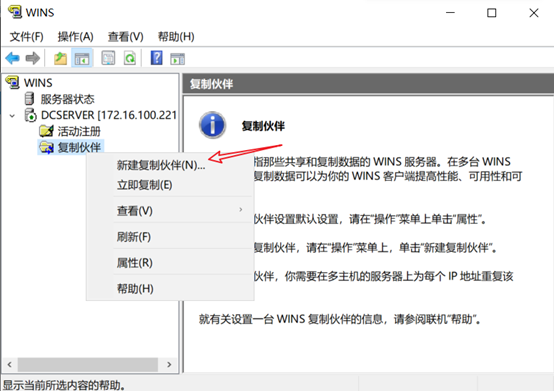 WINS
文件(F) 操作(A) 查看(V) 帮助(H)
WINS
服务器状态
DCSERVER [172.16.100.221
活动注册
复制伙伴
新建复制伙伴(N)...
立即复制(E)
查看(V)
刷新(F)
属性(R)
帮助(H)
复制伙伴
复制伙伴
指那些共享和复制数据的 WINS 服务器。在多台 WINS
复制数据可以为你的 WINS 客户端提高性能、可用性和可
伙伴设置默认设置，请在"操作"菜单上单击"属性"。
复制伙伴，请在"操作"菜单上，单击"新建复制伙伴"。
伙伴，你需要在多主机的服务器上为每个 IP 地址重复该
就有关设置一台 WINS 复制伙伴的信息，请参阅联机"帮助"。
显示当前所选内容的帮助。